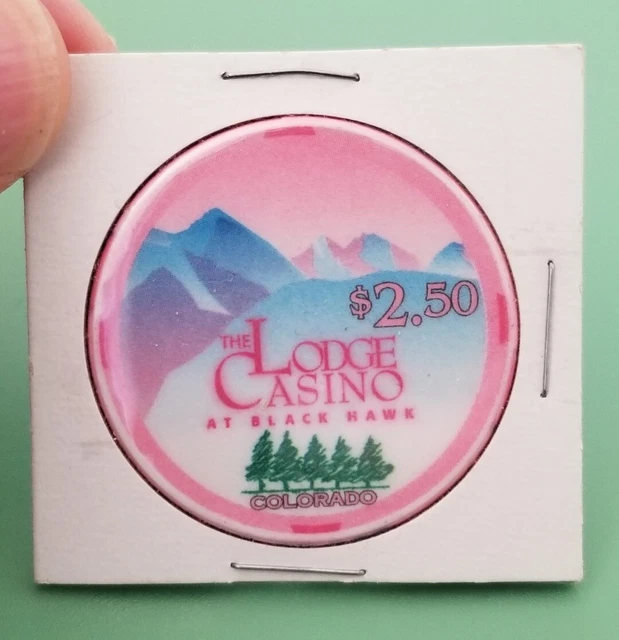 $2.50
THE LODGE
CASINO
AT BLACK HAWK
COLORADO